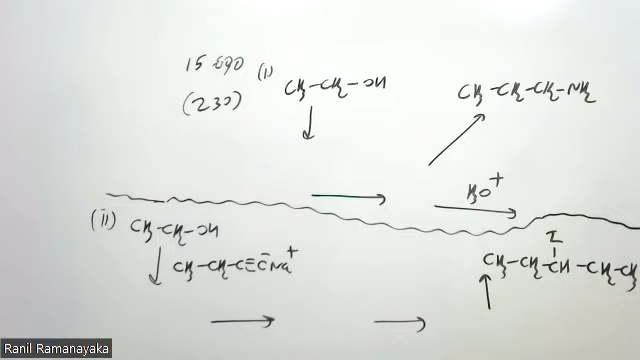 15 690 (i)
(230)
CH₃-CH₂-OH
CH₃-CH₂-CH₂-NH₂
H₃O⁺
(ii) CH₃-CH₂-OH
CH₃-CH₂-C≡C̄Na⁺
I
CH₃-CH₂-CH-CH₂-CH₃
Ranil Ramanayaka